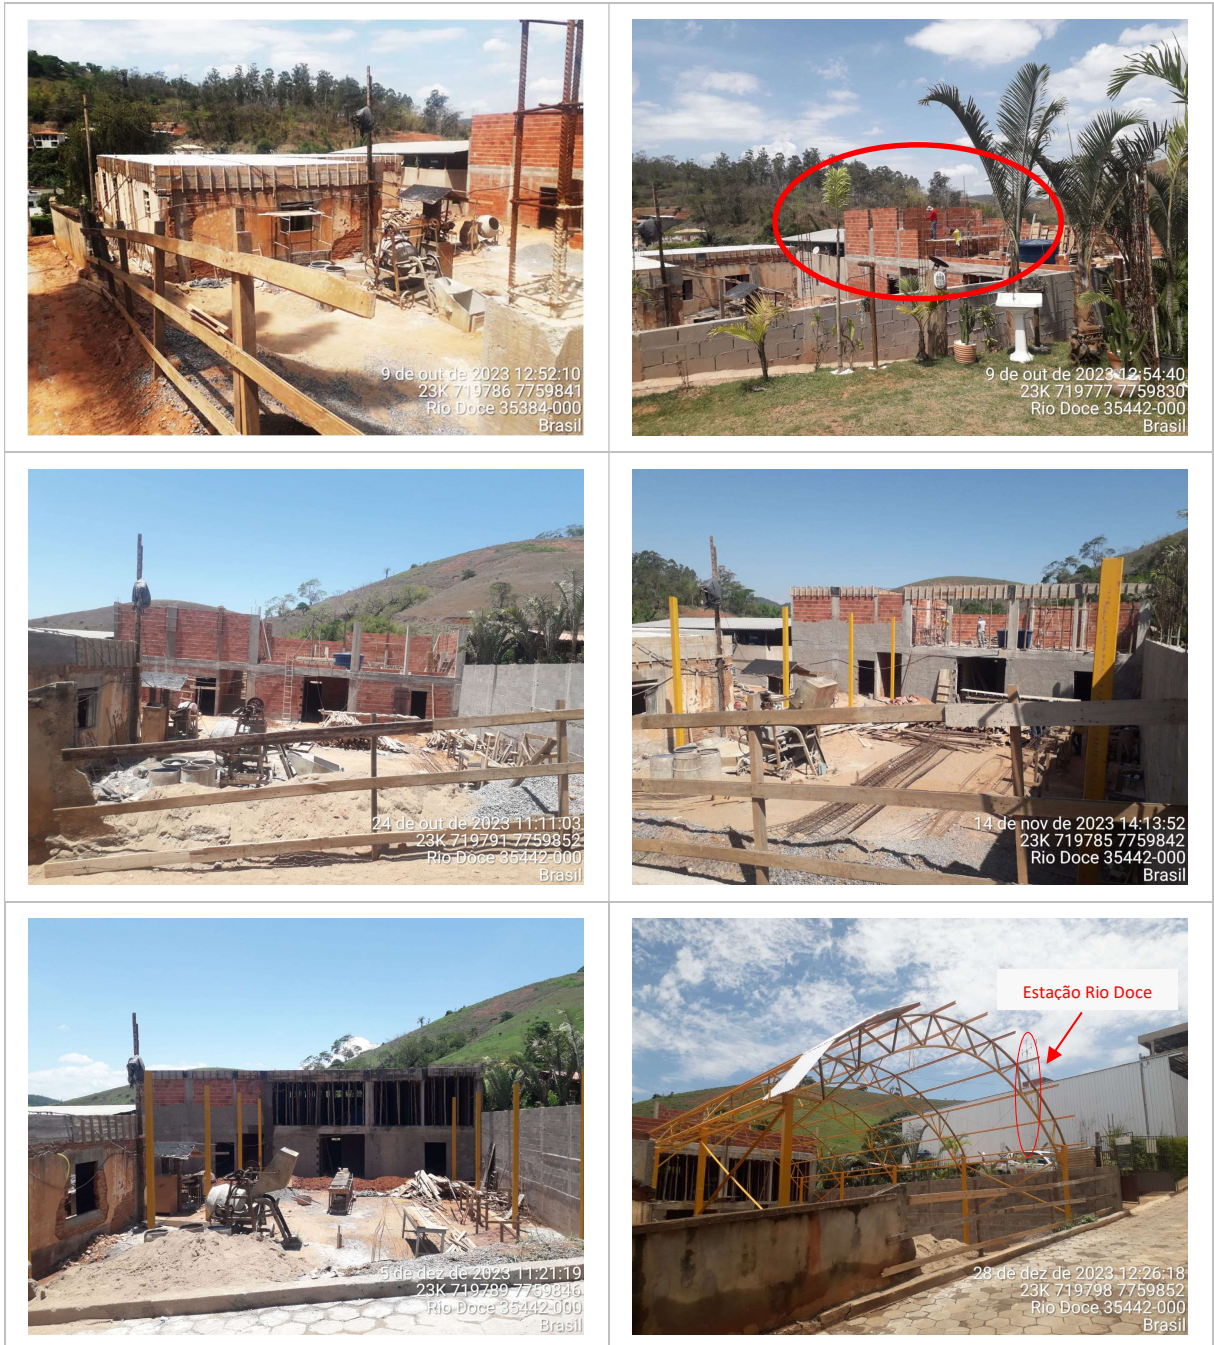 9 de out de 2023 12:52:10
23K 719786 7759841
Rio Doce 35384-000
Brasil
9 de out de 2023 12:54:40
23K 719777 7759830
Rio Doce 35442-000
Brasil
24 de out de 2023 11:11:03
23K 719791 7759852
Rio Doce 35442-000
Brasil
14 de nov de 2023 14:13:52
23K 719785 7759842
Rio Doce 35442-000
Brasil
5 de dez de 2023 11:21:19
23K 719789 7759846
Rio Doce 35442-000
Brasil
Estação Rio Doce
28 de dez de 2023 12:26:18
23K 719798 7759852
Rio Doce 35442-000
Brasil